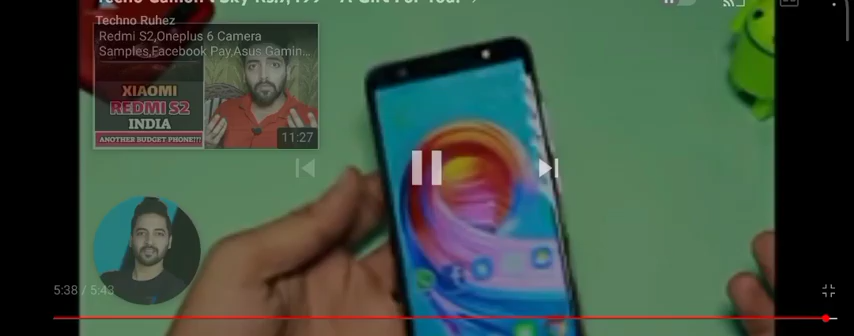 Techno Ruhez
Redmi S2,Oneplus 6 Camera
Samples,Facebook Pay,Asus Gamin...
XIAOMI
REDMI S2
INDIA
ANOTHER BUDGET PHONE!!?
11:27
5:38 / 5:43